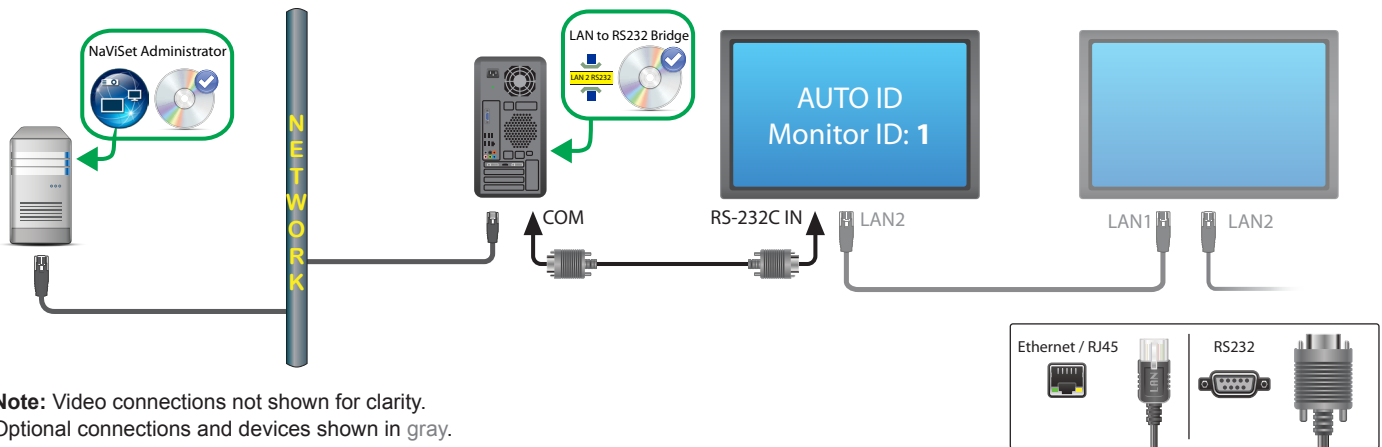 NaViSet Administrator
LAN to RS232 Bridge
LAN 2 RS232
AUTO ID
Monitor ID: 1
NETWORK
COM
RS-232C IN
LAN2
LAN1
LAN2
Ethernet / RJ45
RS232
LAN
Note: Video connections not shown for clarity.
Optional connections and devices shown in gray.